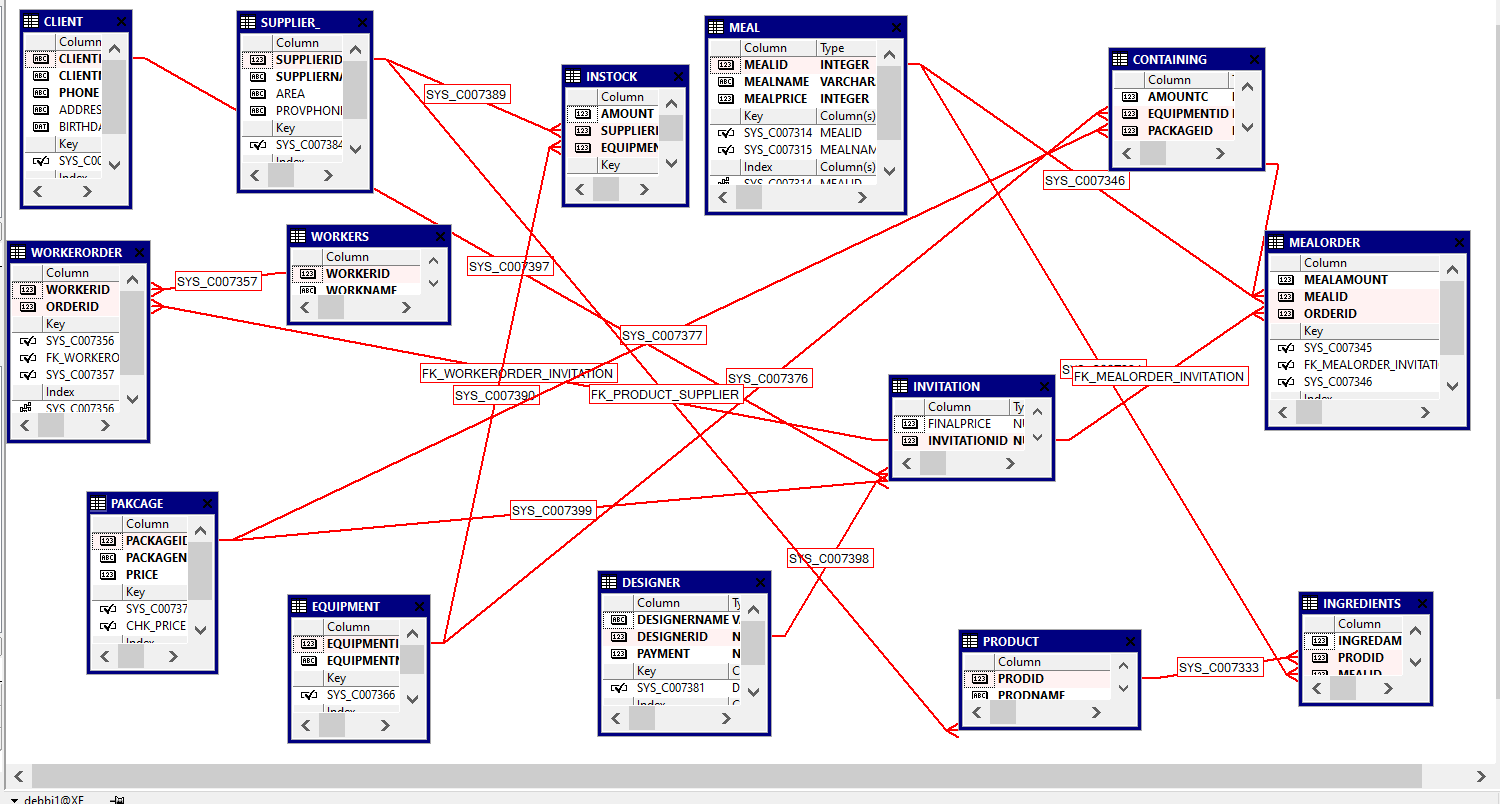 CLIENT
Column
CLIENTI
CLIENTN
PHONE
ADDRES
BIRTHDA
Key
SYS_C00
Index
SUPPLIER_
Column
SUPPLIERID
SUPPLIERNA
AREA
PROVPHONE
Key
SYS_C007384
Index
INSTOCK
Column
AMOUNT
SUPPLIERI
EQUIPMEN
Key
MEAL
Column Type
MEALID INTEGER
MEALNAME VARCHAR
MEALPRICE INTEGER
Key Column(s)
SYS_C007314 MEALID
SYS_C007315 MEALNAM
Index Column(s)
SYS_C007314 MEALID
CONTAINING
Column
AMOUNTC
EQUIPMENTID
PACKAGEID
SYS_C007389
SYS_C007346
WORKERORDER
Column
WORKERID
ORDERID
Key
SYS_C007356
FK_WORKERO
SYS_C007357
Index
SYS_C007356
SYS_C007357
WORKERS
Column
WORKERID
WORKNAME
SYS_C007397
MEALORDER
Column
MEALAMOUNT
MEALID
ORDERID
Key
SYS_C007345
FK_MEALORDER_INVITATI
SYS_C007346
Index
SYS_C007377
FK_WORKERORDER_INVITATION
SYS_C007390
FK_PRODUCT_SUPPLIER
SYS_C007376
FK_MEALORDER_INVITATION
INVITATION
Column Ty
FINALPRICE NU
INVITATIONID NU
PAKCAGE
Column
PACKAGEID
PACKAGEN
PRICE
Key
SYS_C00737
CHK_PRICE
Index
SYS_C007399
SYS_C007398
EQUIPMENT
Column
EQUIPMENTI
EQUIPMENTN
Key
SYS_C007366
Index
DESIGNER
Column Ty
DESIGNERNAME VA
DESIGNERID N
PAYMENT N
Key C
SYS_C007381 D
Index C
PRODUCT
Column
PRODID
PRODNAME
SYS_C007333
INGREDIENTS
Column
INGREDAM
PRODID
MEALID
debbi1@XE